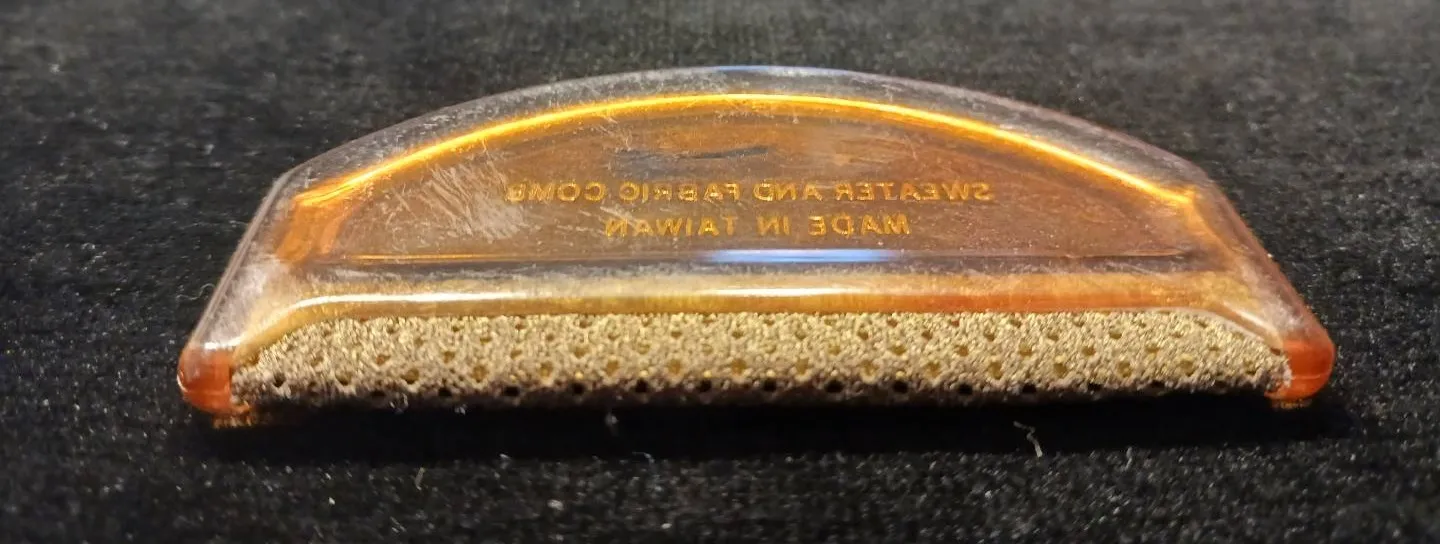 SWEATER AND FABRIC COMB
MADE IN TAIWAN